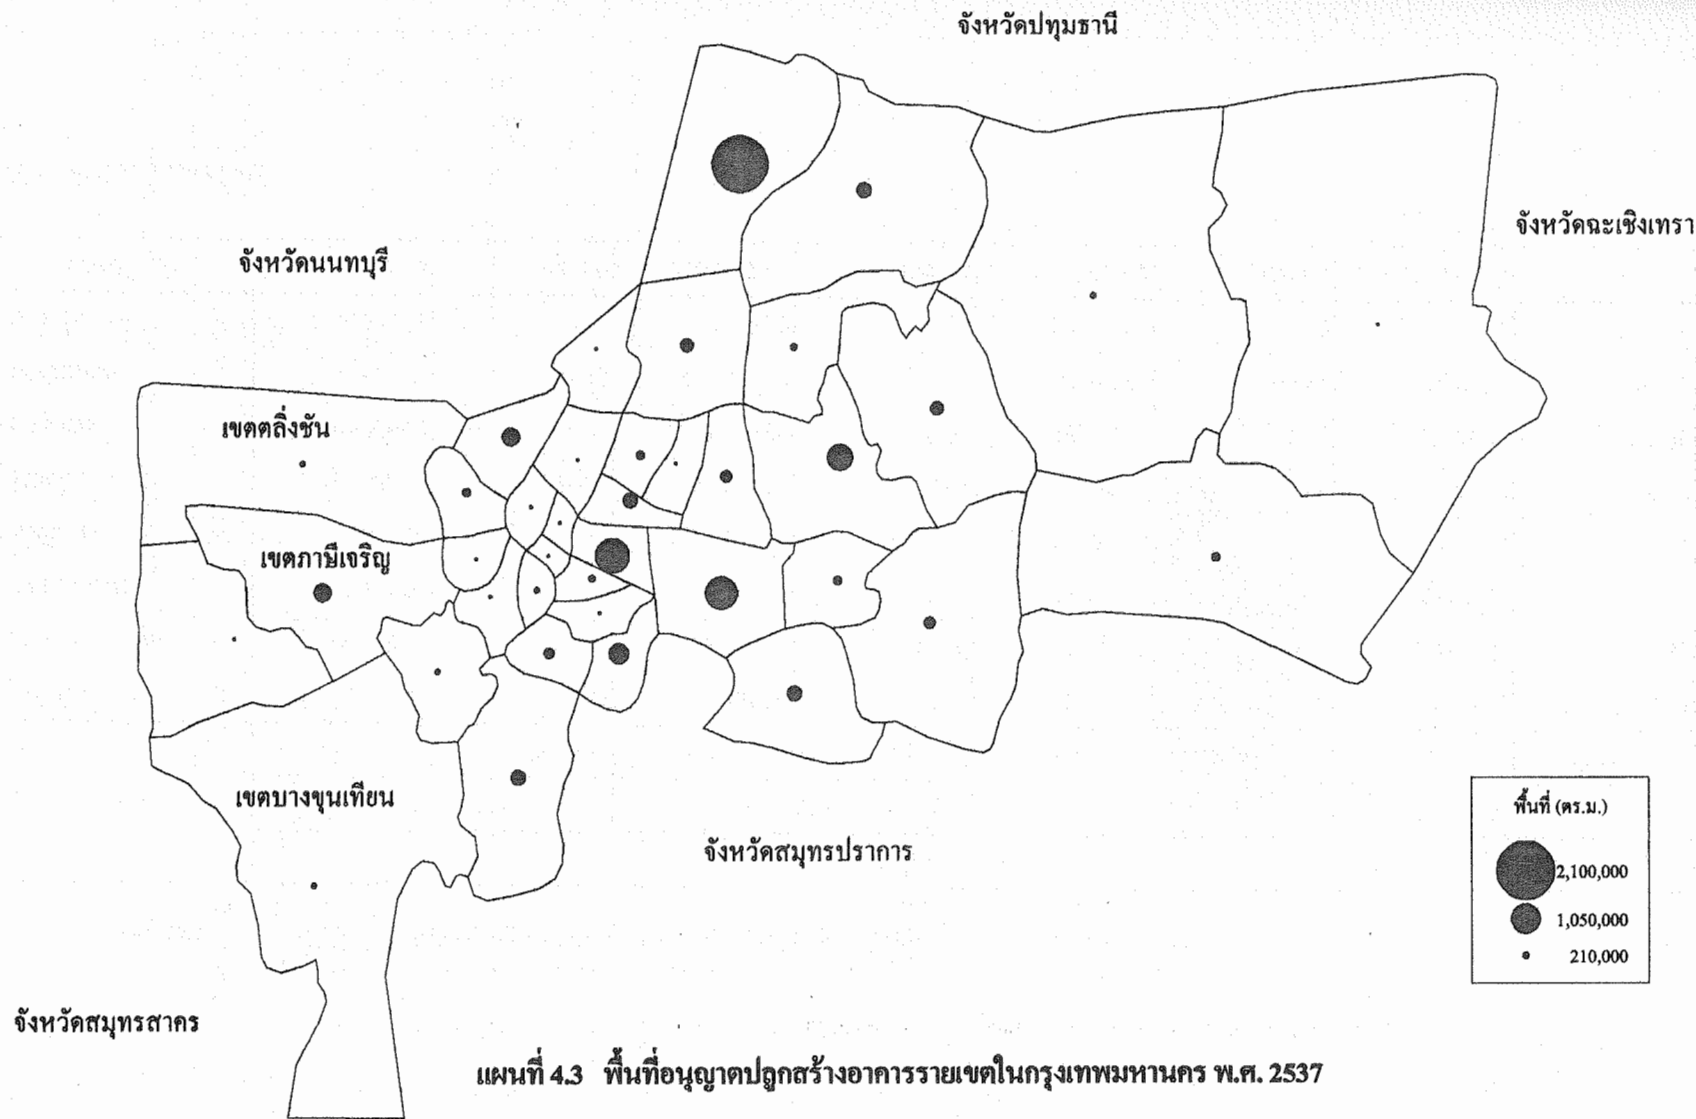 จังหวัดปทุมธานี
จังหวัดฉะเชิงเทรา
จังหวัดนนทบุรี
เขตตลิ่งชัน
เขตภาษีเจริญ
เขตบางขุนเทียน
จังหวัดสมุทรปราการ
พื้นที่ (ตร.ม.)
2,100,000
1,050,000
210,000
จังหวัดสมุทรสาคร
แผนที่ 4.3 พื้นที่อนุญาตปลูกสร้างอาคารรายเขตในกรุงเทพมหานคร พ.ศ. 2537